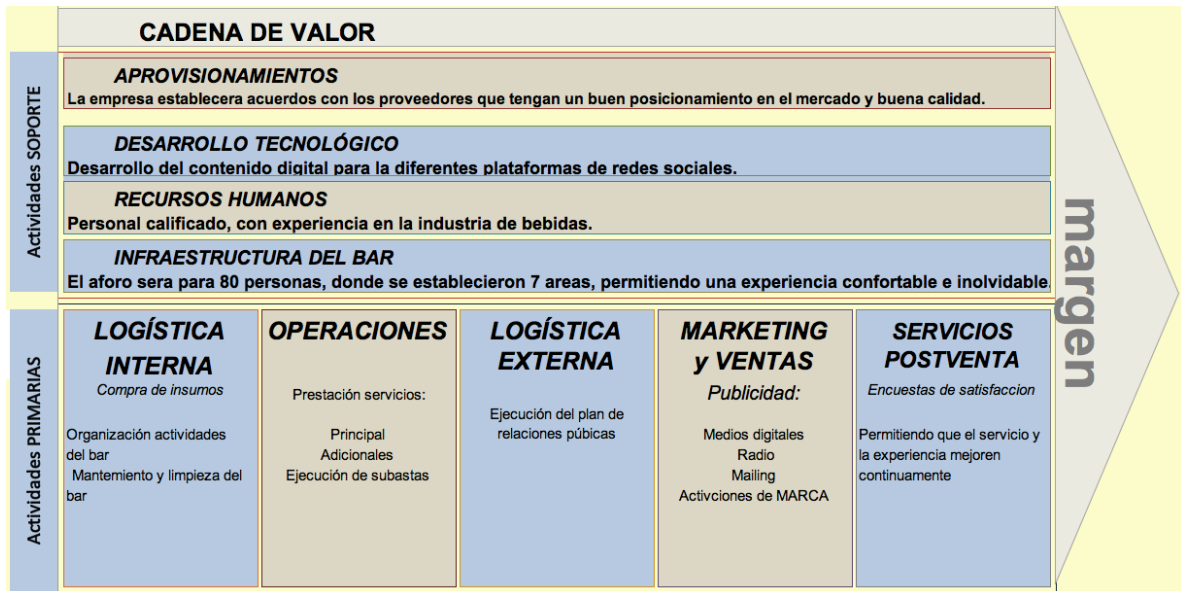 CADENA DE VALOR
Actividades SOPORTE
APROVISIONAMIENTOS
La empresa establecera acuerdos con los proveedores que tengan un buen posicionamiento en el mercado y buena calidad.
DESARROLLO TECNOLÓGICO
Desarrollo del contenido digital para la diferentes plataformas de redes sociales.
RECURSOS HUMANOS
Personal calificado, con experiencia en la industria de bebidas.
INFRAESTRUCTURA DEL BAR
El aforo sera para 80 personas, donde se establecieron 7 areas, permitiendo una experiencia confortable e inolvidable.
margen
Actividades PRIMARIAS
LOGÍSTICA
INTERNA
Compra de insumos
Organización actividades
del bar
Mantemiento y limpieza del
bar
OPERACIONES
Prestación servicios:
Principal
Adicionales
Ejecución de subastas
LOGÍSTICA
EXTERNA
Ejecución del plan de
relaciones púbicas
MARKETING
y VENTAS
Publicidad:
Medios digitales
Radio
Mailing
Activciones de MARCA
SERVICIOS
POSTVENTA
Encuestas de satisfaccion
Permitiendo que el servicio y
la experiencia mejoren
continuamente